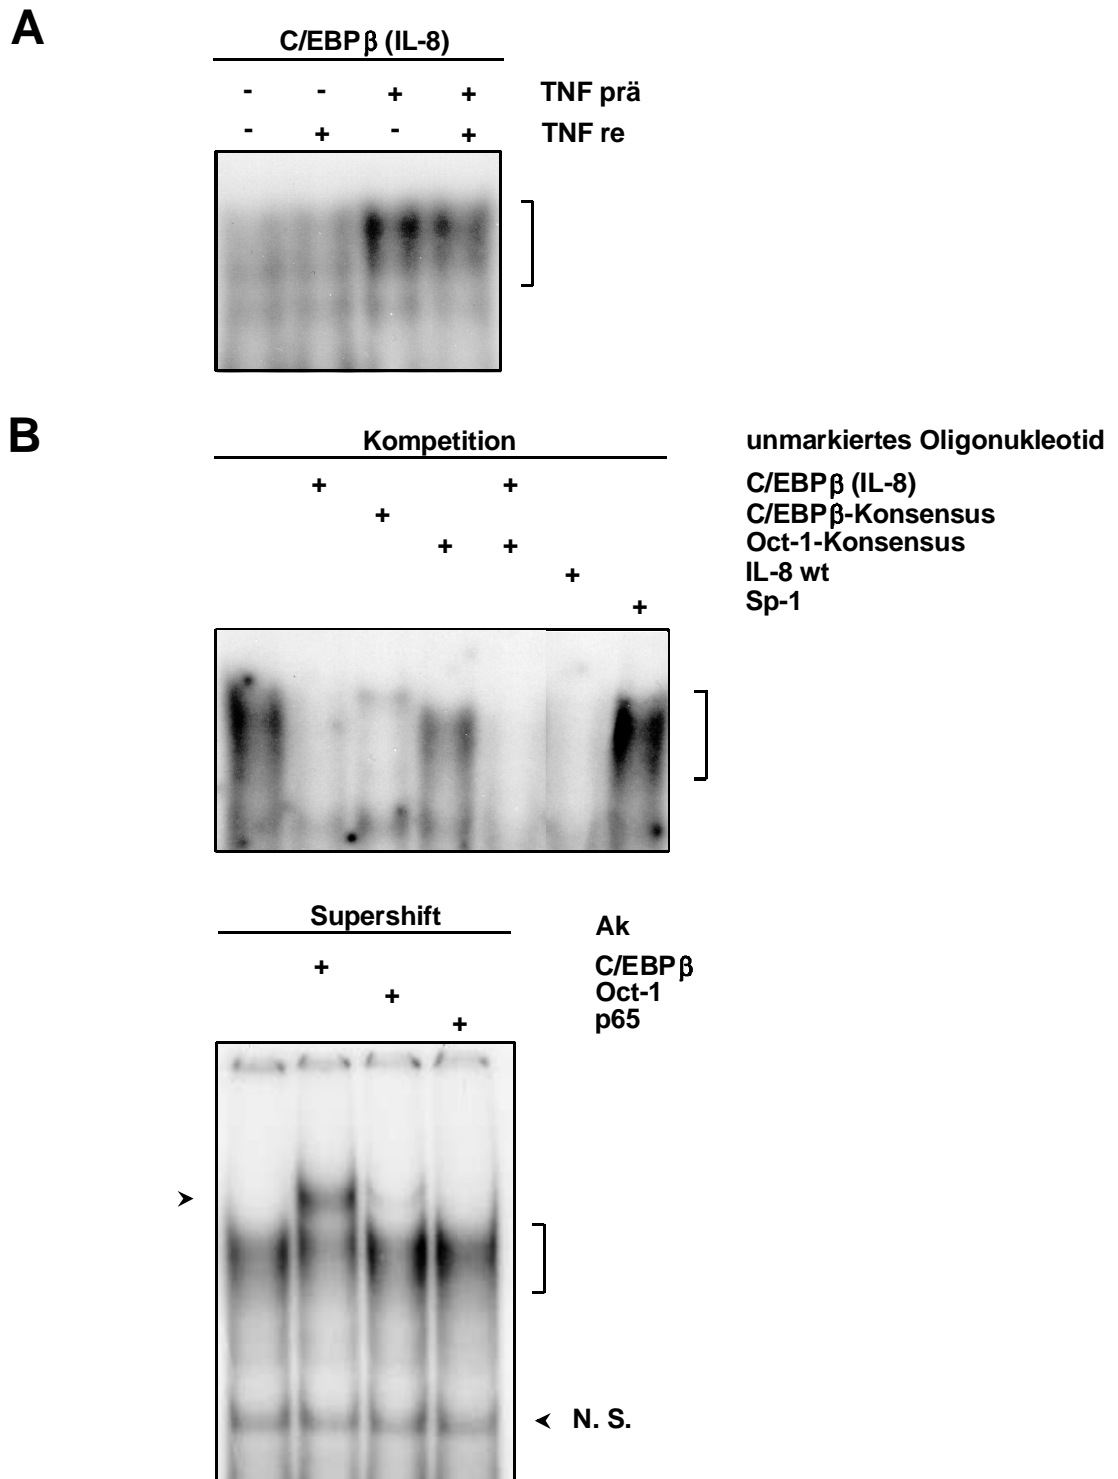 A
C/EBPβ (IL-8)
- - + + TNF prä
- + - + TNF re
B
Kompetition unmarkiertes Oligonukleotid
+ + C/EBPβ (IL-8)
+ C/EBPβ-Konsensus
+ + Oct-1-Konsensus
+ IL-8 wt
+ Sp-1
Supershift Ak
+ C/EBPβ
+ Oct-1
+ p65
N. S.